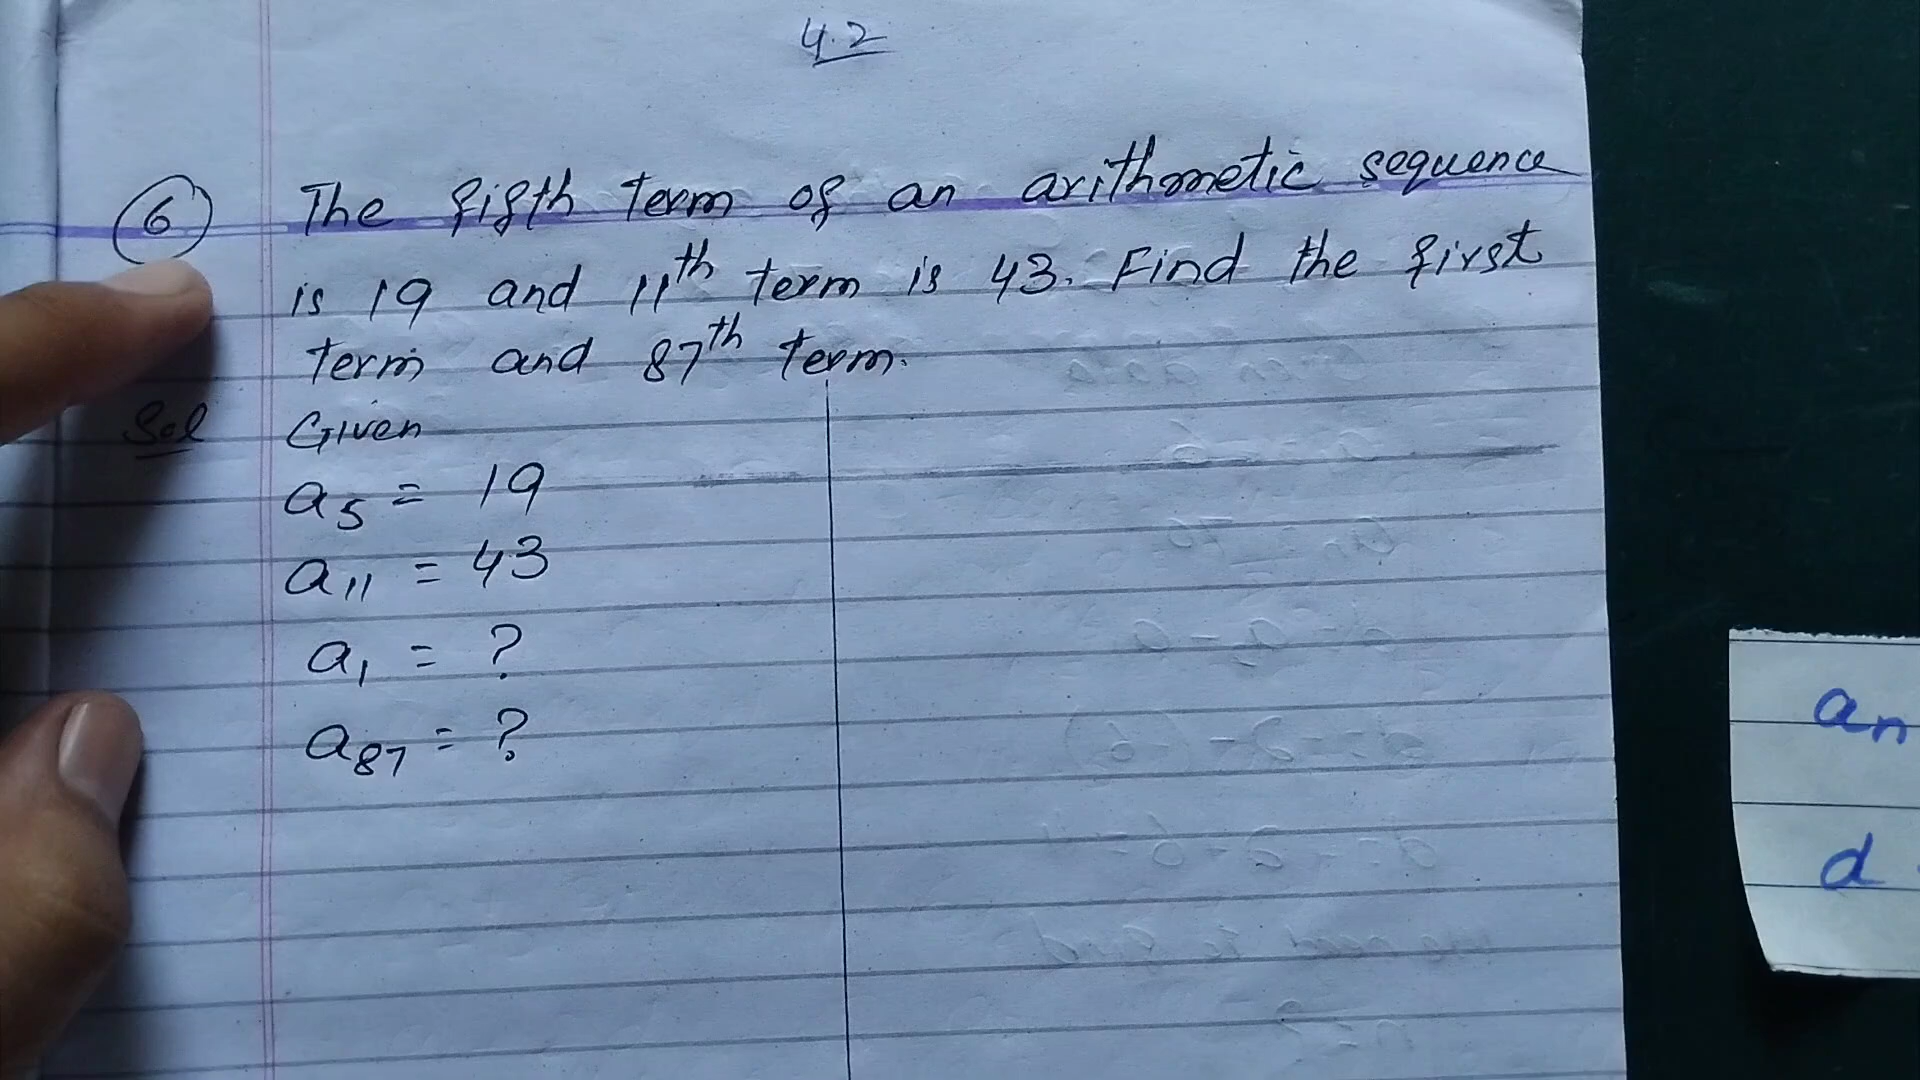 4.2
6 The fifth term of an arithmetic sequence
is 19 and 11th term is 43. Find the first
term and 87th term.
Sol Given
a5 = 19
a11 = 43
a1 = ?
a87 = ?
an
d